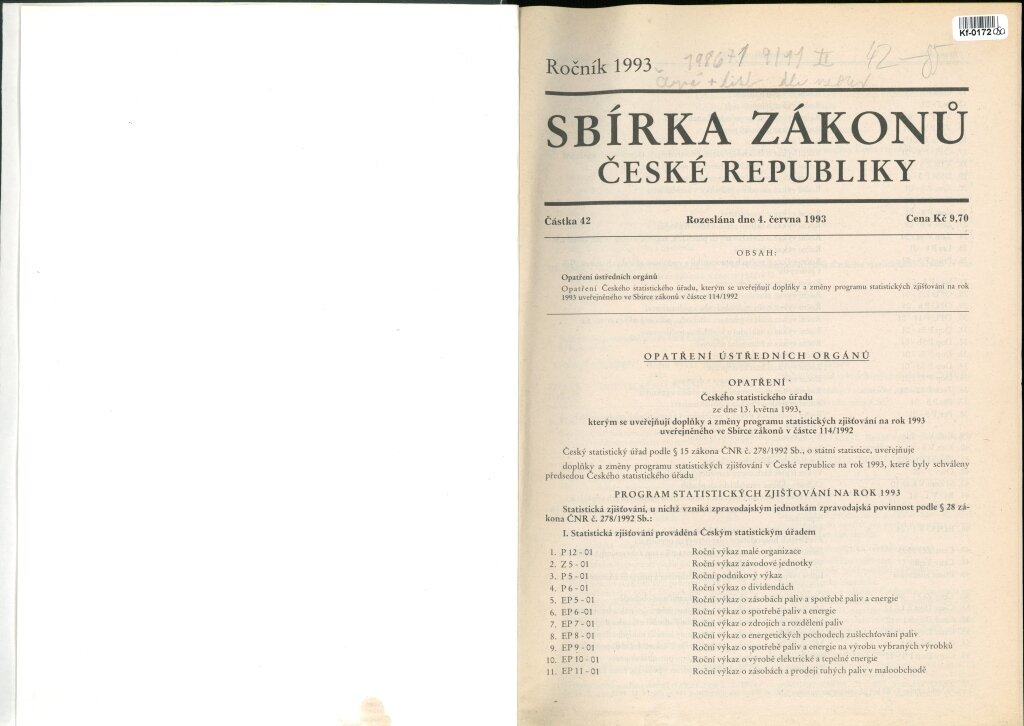 Kf-0172
Ročník 1993
42 — 85
SBÍRKA ZÁKONŮ
ČESKÉ REPUBLIKY
Částka 42 Rozeslána dne 4. června 1993 Cena Kč 9,70
OBSAH:
Opatření ústředních orgánů
Opatření Českého statistického úřadu, kterým se uveřejňují doplňky a změny programu statistických zjišťování na rok
1993 uveřejněného ve Sbírce zákonů v částce 114/1992
OPATŘENÍ ÚSTŘEDNÍCH ORGÁNŮ
OPATŘENÍ
Českého statistického úřadu
ze dne 13. května 1993,
kterým se uveřejňují doplňky a změny programu statistických zjišťování na rok 1993
uveřejněného ve Sbírce zákonů v částce 114/1992
Český statistický úřad podle § 15 zákona ČNR č. 278/1992 Sb., o státní statistice, uveřejňuje
doplňky a změny programu statistických zjišťování v České republice na rok 1993, které byly schváleny
předsedou Českého statistického úřadu
PROGRAM STATISTICKÝCH ZJIŠŤOVÁNÍ NA ROK 1993
Statistická zjišťování, u nichž vzniká zpravodajským jednotkám zpravodajská povinnost podle § 28 zá-
kona ČNR č. 278/1992 Sb.:
I. Statistická zjišťování prováděná Českým statistickým úřadem
1. P 12 - 01 Roční výkaz malé organizace
2. Z 5 - 01 Roční výkaz závodové jednotky
3. P 5 - 01 Roční podnikový výkaz
4. P 6 - 01 Roční výkaz o dividendách
5. EP 5 - 01 Roční výkaz o zásobách paliv a spotřebě paliv a energie
6. EP 6 -01 Roční výkaz o spotřebě paliv a energie
7. EP 7 - 01 Roční výkaz o zdrojích a rozdělení paliv
8. EP 8 - 01 Roční výkaz o energetických pochodech zušlechťování paliv
9. EP 9 - 01 Roční výkaz o spotřebě paliv a energie na výrobu vybraných výrobků
10. EP 10 - 01 Roční výkaz o výrobě elektrické a tepelné energie
11. EP 11 - 01 Roční výkaz o zásobách a prodeji tuhých paliv v maloobchodě